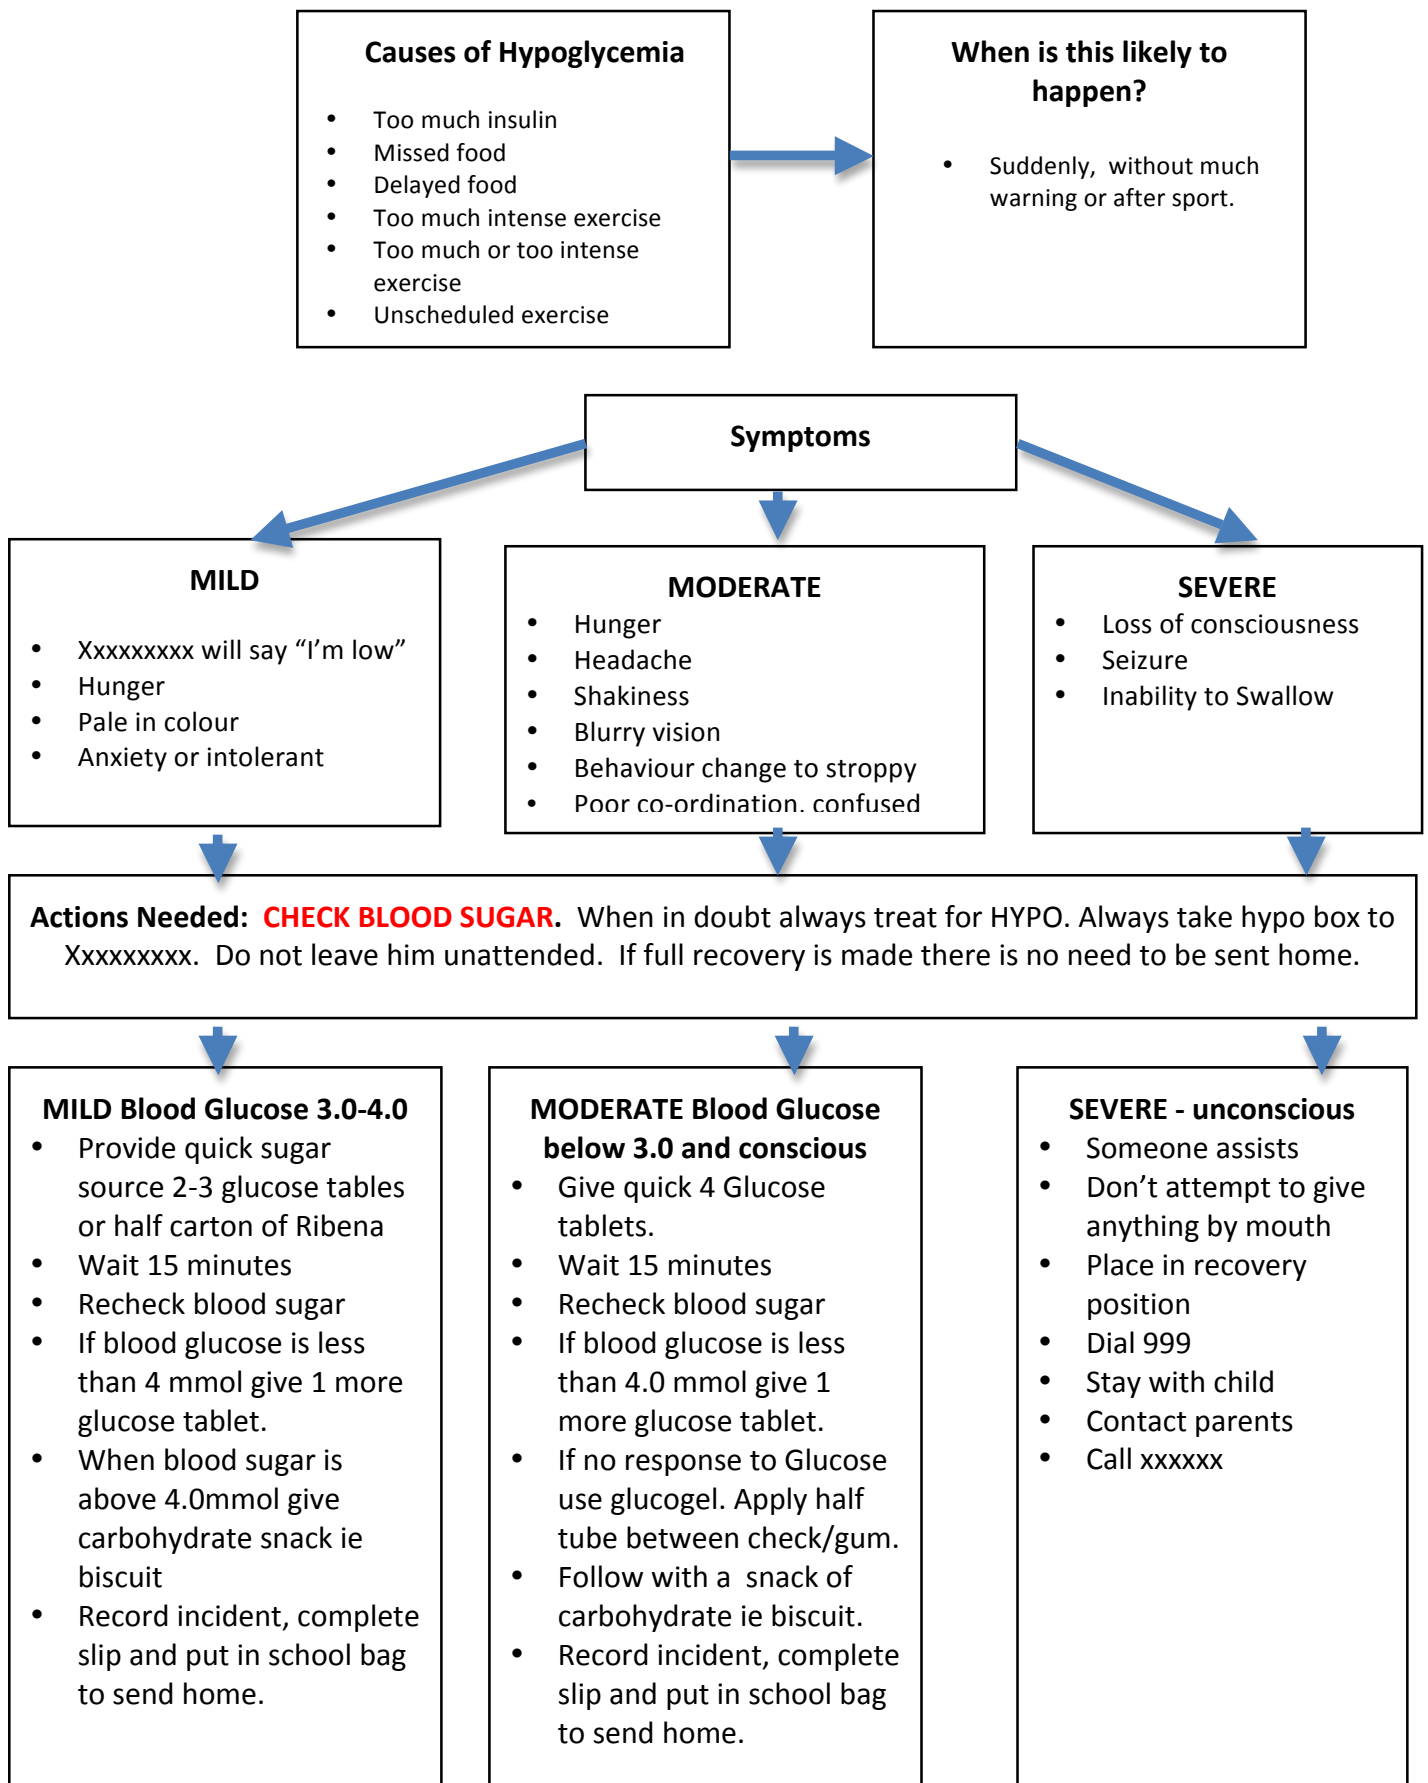 Causes of Hypoglycemia
• Too much insulin
• Missed food
• Delayed food
• Too much intense exercise
• Too much or too intense
exercise
• Unscheduled exercise
When is this likely to
happen?
• Suddenly, without much
warning or after sport.
Symptoms
MILD
• Xxxxxxxxx will say “I’m low”
• Hunger
• Pale in colour
• Anxiety or intolerant
MODERATE
• Hunger
• Headache
• Shakiness
• Blurry vision
• Behaviour change to stroppy
• Poor co-ordination, confused
SEVERE
• Loss of consciousness
• Seizure
• Inability to Swallow
Actions Needed: CHECK BLOOD SUGAR. When in doubt always treat for HYPO. Always take hypo box to
Xxxxxxxxx. Do not leave him unattended. If full recovery is made there is no need to be sent home.
MILD Blood Glucose 3.0-4.0
• Provide quick sugar
source 2-3 glucose tables
or half carton of Ribena
• Wait 15 minutes
• Recheck blood sugar
• If blood glucose is less
than 4 mmol give 1 more
glucose tablet.
• When blood sugar is
above 4.0mmol give
carbohydrate snack ie
biscuit
• Record incident, complete
slip and put in school bag
to send home.
MODERATE Blood Glucose
below 3.0 and conscious
• Give quick 4 Glucose
tablets.
• Wait 15 minutes
• Recheck blood sugar
• If blood glucose is less
than 4.0 mmol give 1
more glucose tablet.
• If no response to Glucose
use glucogel. Apply half
tube between check/gum.
• Follow with a snack of
carbohydrate ie biscuit.
• Record incident, complete
slip and put in school bag
to send home.
SEVERE - unconscious
• Someone assists
• Don’t attempt to give
anything by mouth
• Place in recovery
position
• Dial 999
• Stay with child
• Contact parents
• Call xxxxxx